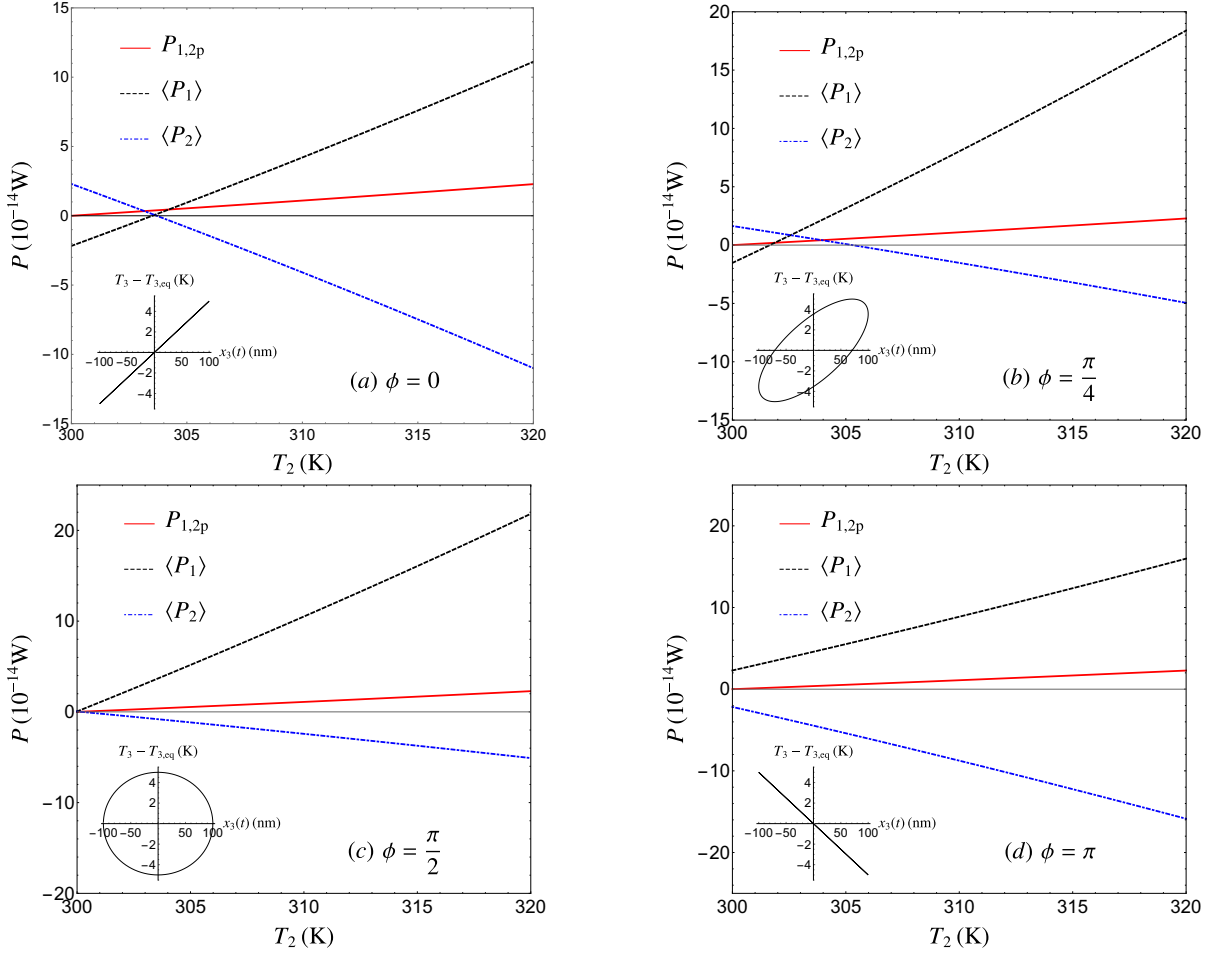 15
10
5
0
−5
−10
−15
P (10⁻¹⁴W)
P1,2p
⟨P1⟩
⟨P2⟩
T3 − T3,eq (K)
4
2
−2
−4
−100 −50 50 100 x3(t) (nm)
(a) ϕ = 0
300 305 310 315 320
T2 (K)
20
15
10
5
0
−5
−10
−15
P (10⁻¹⁴W)
P1,2p
⟨P1⟩
⟨P2⟩
T3 − T3,eq (K)
4
2
−2
−4
−100 −50 50 100 x3(t) (nm)
(b) ϕ = π/4
300 305 310 315 320
T2 (K)
20
10
0
−10
−20
P (10⁻¹⁴W)
P1,2p
⟨P1⟩
⟨P2⟩
T3 − T3,eq (K)
4
2
−2
−4
−100 −50 50 100 x3(t) (nm)
(c) ϕ = π/2
300 305 310 315 320
T2 (K)
20
10
0
−10
−20
P (10⁻¹⁴W)
P1,2p
⟨P1⟩
⟨P2⟩
T3 − T3,eq (K)
4
2
−2
−4
−100 −50 50 100 x3(t) (nm)
(d) ϕ = π
300 305 310 315 320
T2 (K)